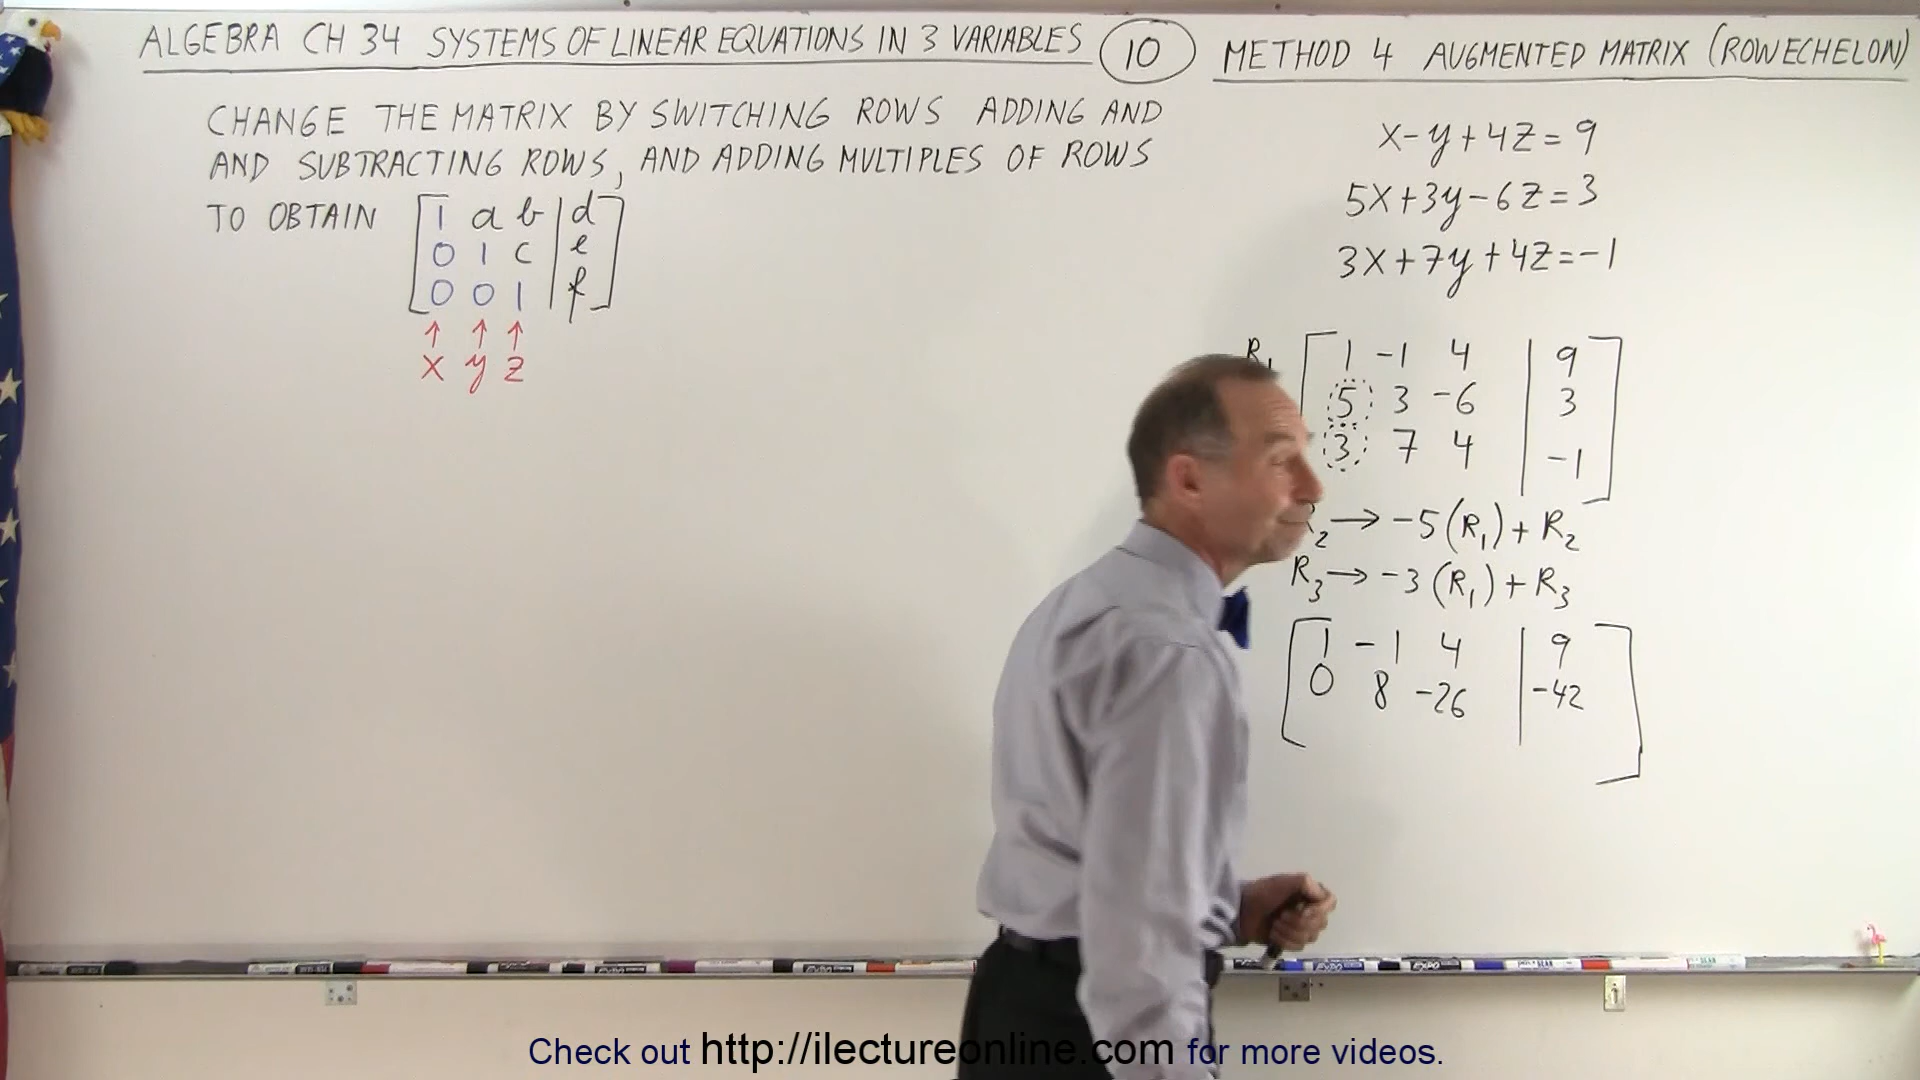 ALGEBRA CH 34 SYSTEMS OF LINEAR EQUATIONS IN 3 VARIABLES 10 METHOD 4 AUGMENTED MATRIX (ROW ECHELON)
CHANGE THE MATRIX BY SWITCHING ROWS ADDING AND
AND SUBTRACTING ROWS, AND ADDING MULTIPLES OF ROWS
TO OBTAIN [1 a b | d]
0 1 c | e
0 0 1 | f
↑ ↑ ↑
x y z
x-y+4z=9
5x+3y-6z=3
3x+7y+4z=-1
R1 [1 -1 4 | 9]
5 3 -6 | 3
3 7 4 | -1
R2 → -5(R1)+R2
R3 → -3(R1)+R3
[1 -1 4 | 9]
0 8 -26 | -42
Check out http://ilectureonline.com for more videos.